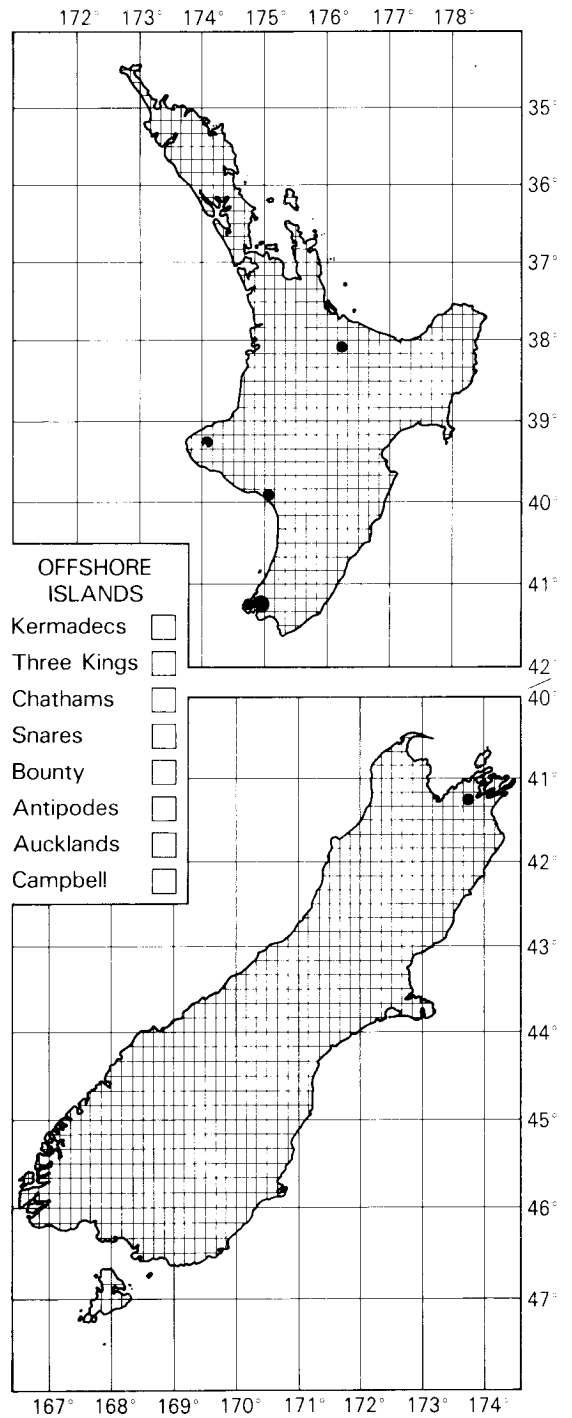 172° 173° 174° 175° 176° 177° 178°
35°
36°
37°
38°
39°
40°
41°
42°
OFFSHORE
ISLANDS
Kermadecs
Three Kings
Chathams
Snares
Bounty
Antipodes
Aucklands
Campbell
40°
41°
42°
43°
44°
45°
46°
47°
167° 168° 169° 170° 171° 172° 173° 174°